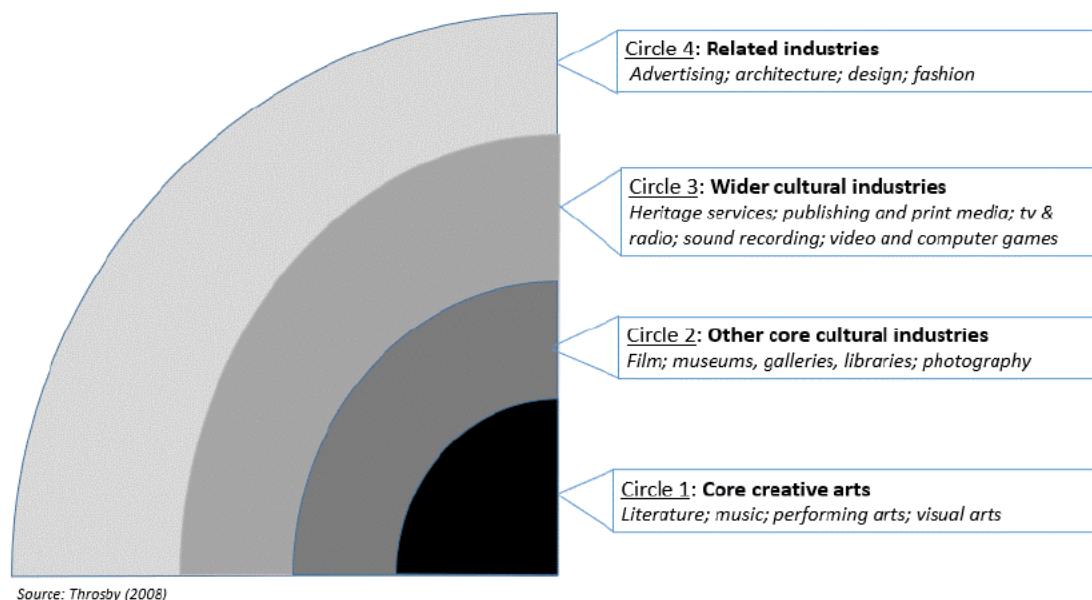 Circle 4: Related industries
Advertising; architecture; design; fashion
Circle 3: Wider cultural industries
Heritage services; publishing and print media; tv &
radio; sound recording; video and computer games
Circle 2: Other core cultural industries
Film; museums, galleries, libraries; photography
Circle 1: Core creative arts
Literature; music; performing arts; visual arts
Source: Throsby (2008)